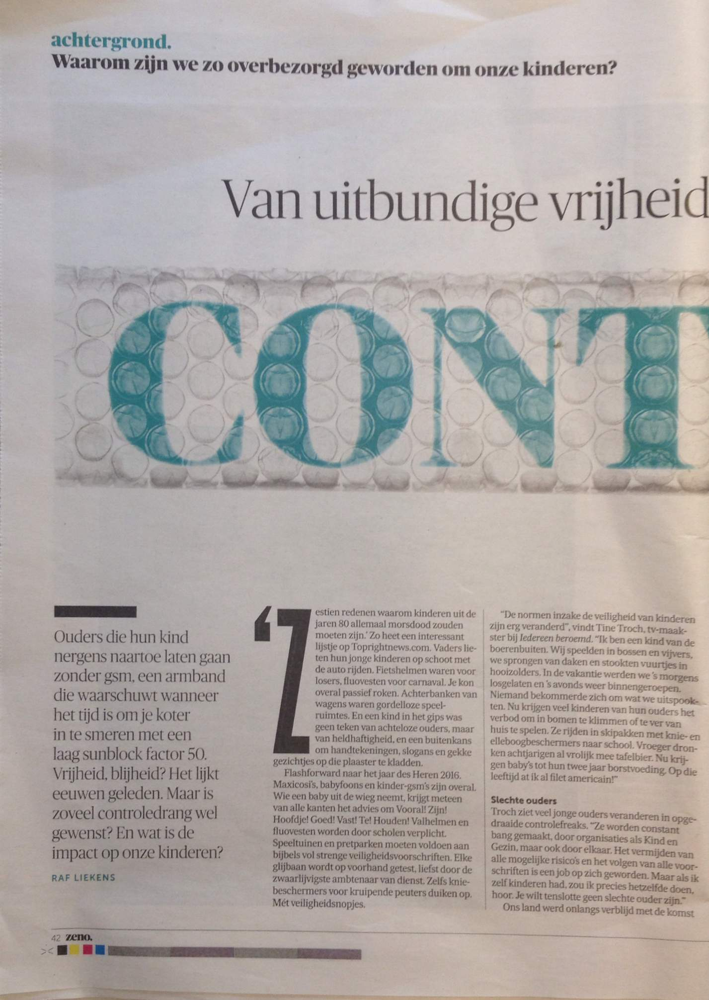 achtergrond.
Waarom zijn we zo overbezorgd geworden om onze kinderen?
Van uitbundige vrijheid
CONT
Ouders die hun kind
nergens naartoe laten gaan
zonder gsm, een armband
die waarschuwt wanneer
het tijd is om je koter
in te smeren met een
laag sunblock factor 50.
Vrijheid, blijheid? Het lijkt
eeuwen geleden. Maar is
zoveel controledrang wel
gewenst? En wat is de
impact op onze kinderen?
RAF LIEKENS
‘Zestien redenen waarom kinderen uit de
jaren 80 allemaal morsdood zouden
moeten zijn.’ Zo heet een interessant
lijstje op Toprightnews.com. Vaders lie-
ten hun jonge kinderen op schoot met
de auto rijden. Fietshelmen waren voor
losers, fluovesten voor carnaval. Je kon
overal passief roken. Achterbanken van
wagens waren gordelloze speel-
ruimtes. En een kind in het gips was
geen teken van achteloze ouders, maar
van heldhaftigheid, en een buitenkans
om handtekeningen, slogans en gekke
gezichtjes op die plaaster te kladden.
Flashforward naar het jaar des Heren 2016.
Maxicosi’s, babyfoons en kinder-gsm’s zijn overal.
Wie een baby uit de wieg neemt, krijgt meteen
van alle kanten het advies om Vooral! Zijn!
Hoofdje! Goed! Vast! Te! Houden! Valhelmen en
fluovesten worden door scholen verplicht.
Speeltuinen en pretparken moeten voldoen aan
bijbels vol strenge veiligheidsvoorschriften. Elke
glijbaan wordt op voorhand getest, liefst door de
zwaarlijvigste ambtenaar van dienst. Zelfs knie-
beschermers voor kruipende peuters duiken op.
Mét veiligheidsnopjes.
“De normen inzake de veiligheid van kinderen
zijn erg veranderd”, vindt Tine Troch, tv-maak-
ster bij Iedereen beroemd. “Ik ben een kind van de
boerenbuiten. Wij speelden in bossen en vijvers,
we sprongen van daken en stookten vuurtjes in
hooizolders. In de vakantie werden we ’s morgens
losgelaten en ’s avonds weer binnengeroepen.
Niemand bekommerde zich om wat we uitspook-
ten. Nu krijgen veel kinderen van hun ouders het
verbod om in bomen te klimmen of te ver van
huis te spelen. Ze rijden in skipakken met knie- en
elleboogbeschermers naar school. Vroeger dron-
ken achtjarigen al vrolijk mee tafelbier. Nu krij-
gen baby’s tot hun twee jaar borstvoeding. Op die
leeftijd at ik al filet americain!”
Slechte ouders
Troch ziet veel jonge ouders veranderen in opge-
draaide controlefreaks. “Ze worden constant
bang gemaakt, door organisaties als Kind en
Gezin, maar ook door elkaar. Het vermijden van
alle mogelijke risico’s en het volgen van alle voor-
schriften is een job op zich geworden. Maar als ik
zelf kinderen had, zou ik precies hetzelfde doen,
hoor. Je wilt tenslotte geen slechte ouder zijn.”
Ons land werd onlangs verblijd met de komst
42 zeno.